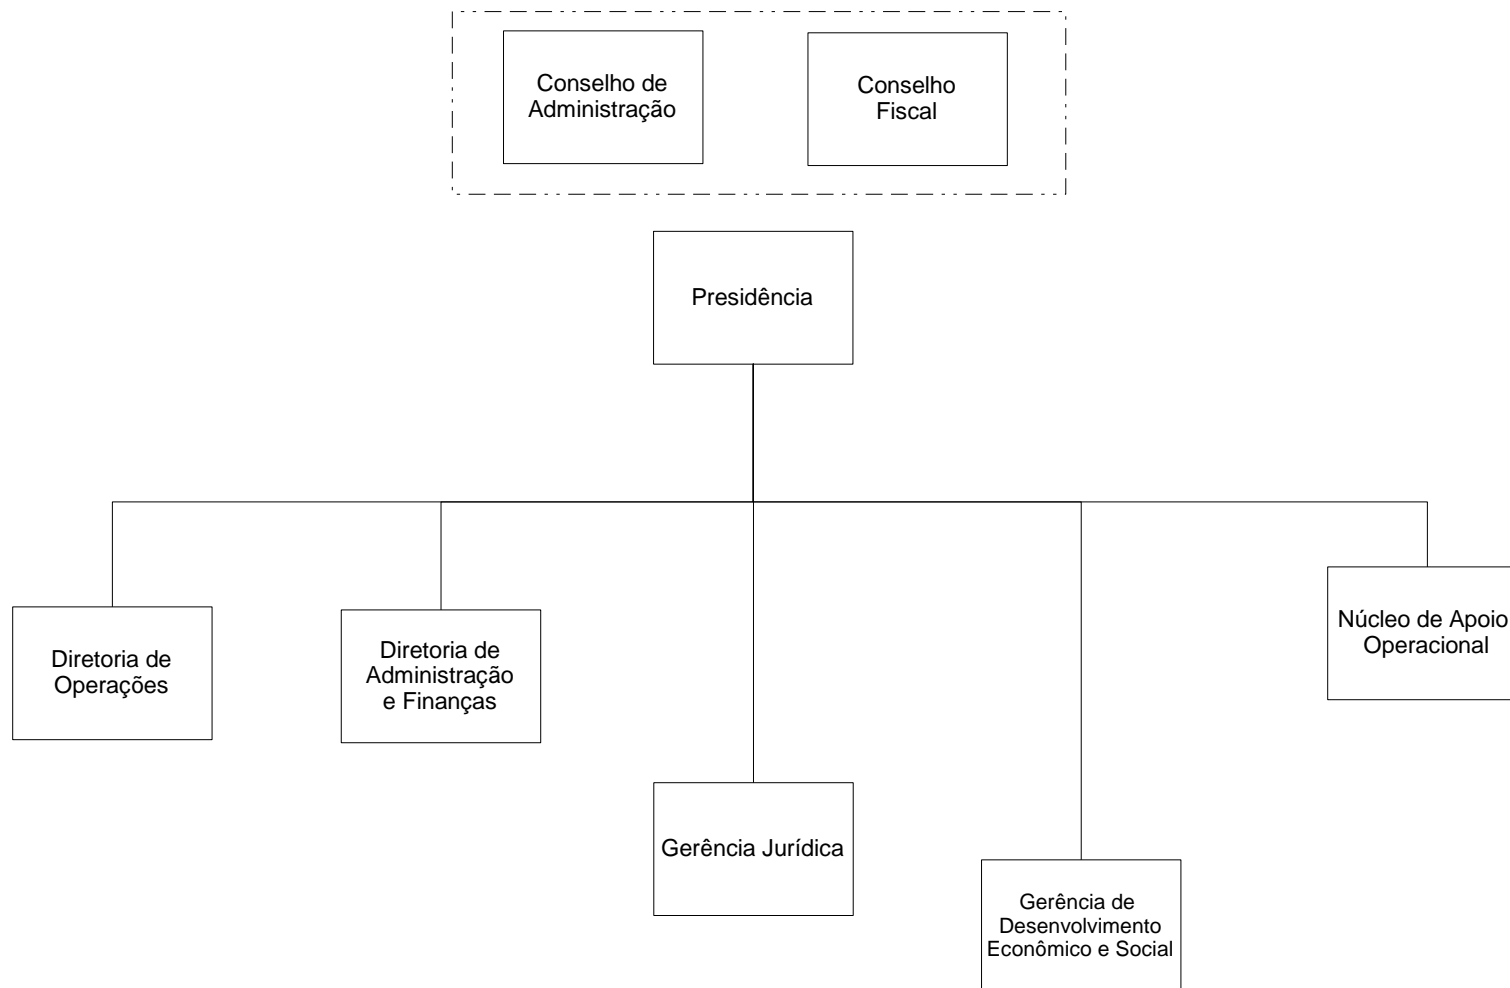 Conselho de
Administração
Conselho
Fiscal
Presidência
Diretoria de
Operações
Diretoria de
Administração
e Finanças
Gerência Jurídica
Gerência de
Desenvolvimento
Econômico e Social
Núcleo de Apoio
Operacional